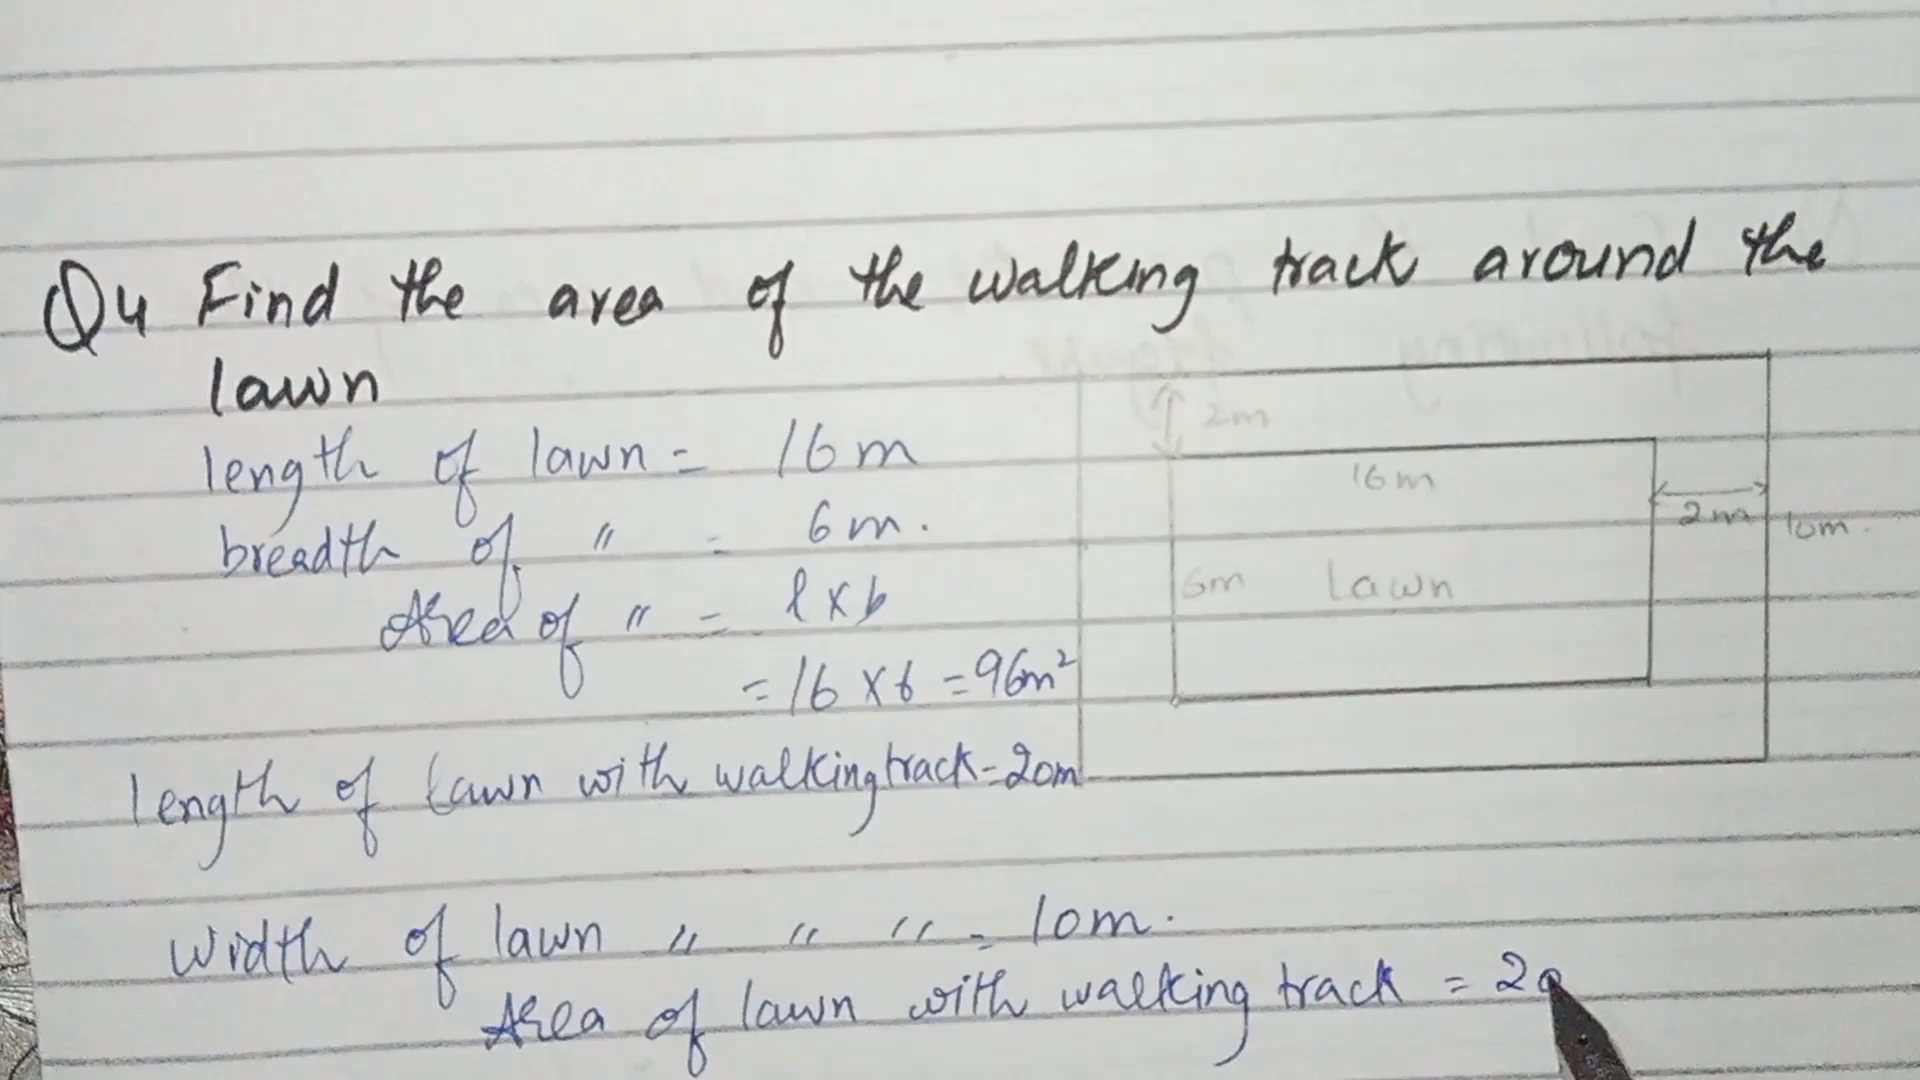 Q4 Find the area of the walking track around the
lawn
length of lawn = 16m
breadth of " = 6m.
Area of " = l x b
= 16 x 6 = 96m²
length of lawn with walking track = 20m
width of lawn " " " = 10m.
Area of lawn with walking track = 20
2m
16m
2m
10m.
6m Lawn